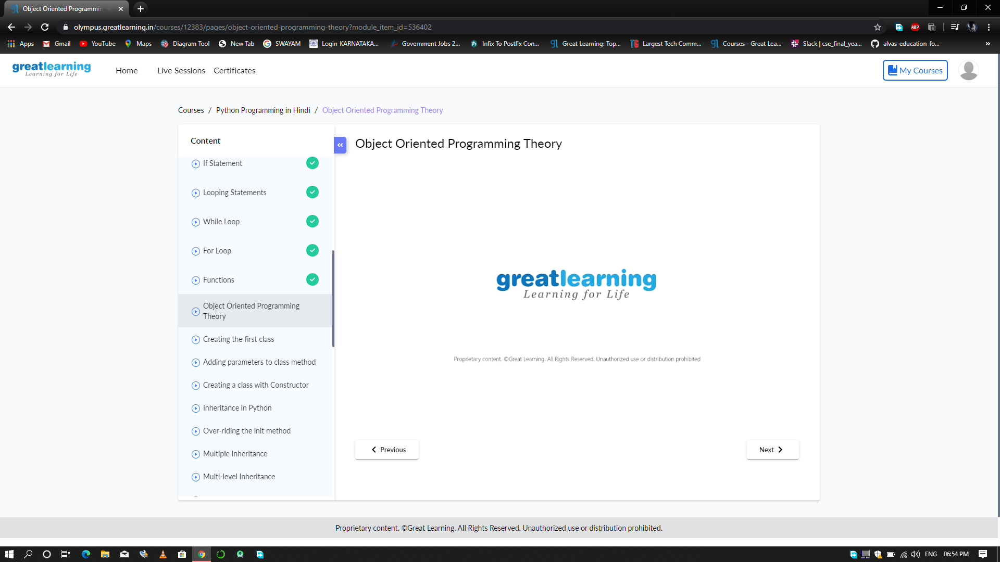 Object Oriented Programmin
olympus.greatlearning.in/courses/12383/pages/object-oriented-programming-theory?module_item_id=536402
ABP
Apps Gmail YouTube Maps Diagram Tool New Tab SWAYAM Login-KARNATAKA... Government Jobs 2... Infix To Postfix Con... Great Learning: Top... Largest Tech Comm... Courses - Great Lea... Slack | cse_final_yea... alvas-education-fo... »
greatlearning
Learning for Life
Home Live Sessions Certificates
My Courses
Courses / Python Programming in Hindi / Object Oriented Programming Theory
Content
If Statement
Looping Statements
While Loop
For Loop
Functions
Object Oriented Programming
Theory
Creating the first class
Adding parameters to class method
Creating a class with Constructor
Inheritance in Python
Over-riding the init method
Multiple Inheritance
Multi-level Inheritance
«
Object Oriented Programming Theory
greatlearning
Learning for Life
Proprietary content. ©Great Learning. All Rights Reserved. Unauthorized use or distribution prohibited
Previous
Next
Proprietary content. ©Great Learning. All Rights Reserved. Unauthorized use or distribution prohibited.
ENG 06:54 PM